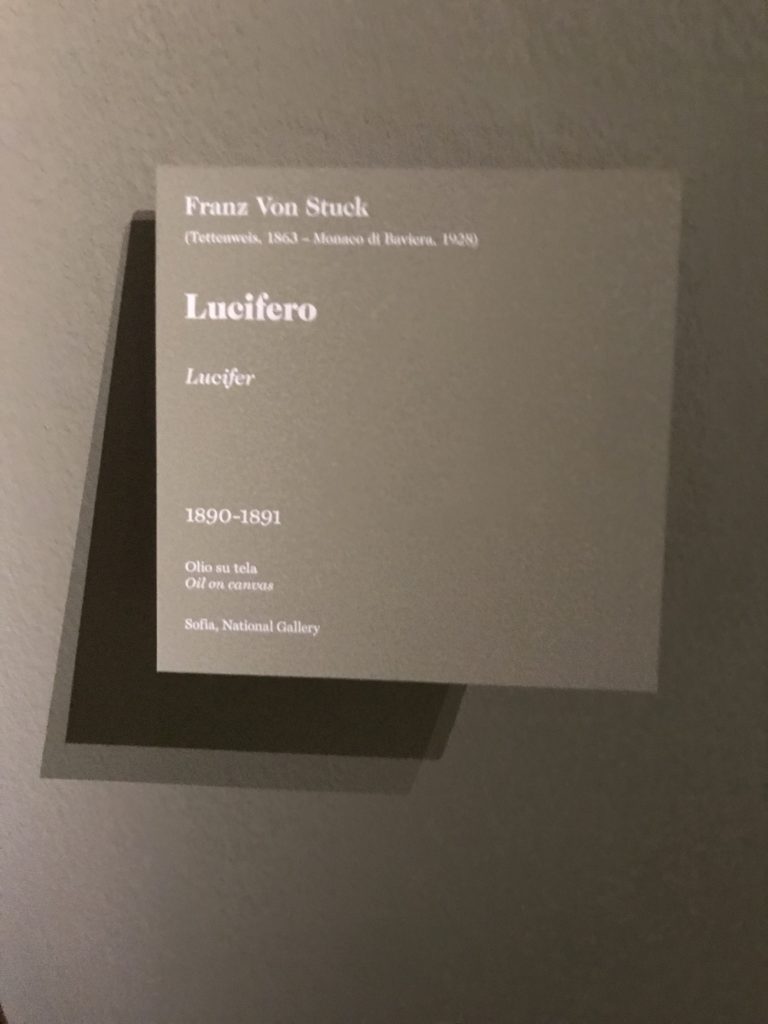 Franz Von Stuck
(Tettenweis, 1863 – Monaco di Baviera, 1928)
Lucifero
Lucifer
1890-1891
Olio su tela
Oil on canvas
Sofia, National Gallery